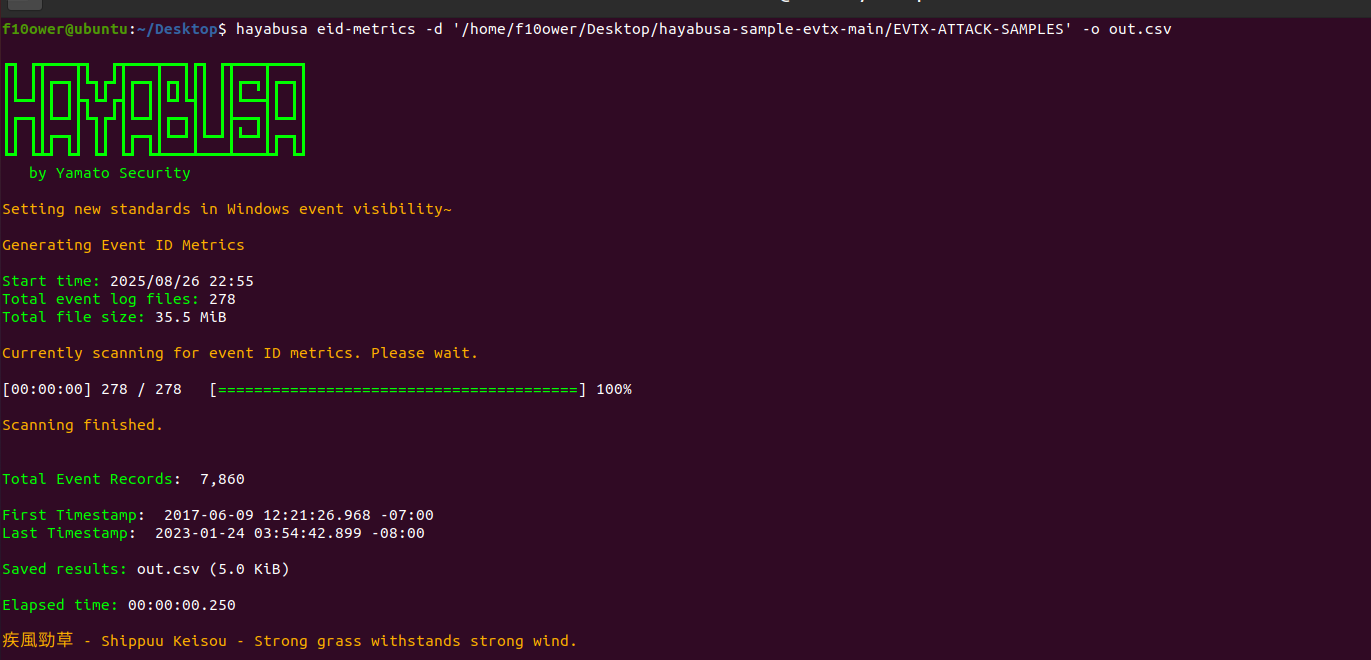 f10ower@ubuntu:~/Desktop$ hayabusa eid-metrics -d '/home/f10ower/Desktop/hayabusa-sample-evtx-main/EVTX-ATTACK-SAMPLES' -o out.csv
HAYABUSA
by Yamato Security
Setting new standards in Windows event visibility~
Generating Event ID Metrics
Start time: 2025/08/26 22:55
Total event log files: 278
Total file size: 35.5 MiB
Currently scanning for event ID metrics. Please wait.
[00:00:00] 278 / 278   [========================================] 100%
Scanning finished.
Total Event Records:  7,860
First Timestamp:  2017-06-09 12:21:26.968 -07:00
Last Timestamp:  2023-01-24 03:54:42.899 -08:00
Saved results: out.csv (5.0 KiB)
Elapsed time: 00:00:00.250
疾風勁草 - Shippuu Keisou - Strong grass withstands strong wind.